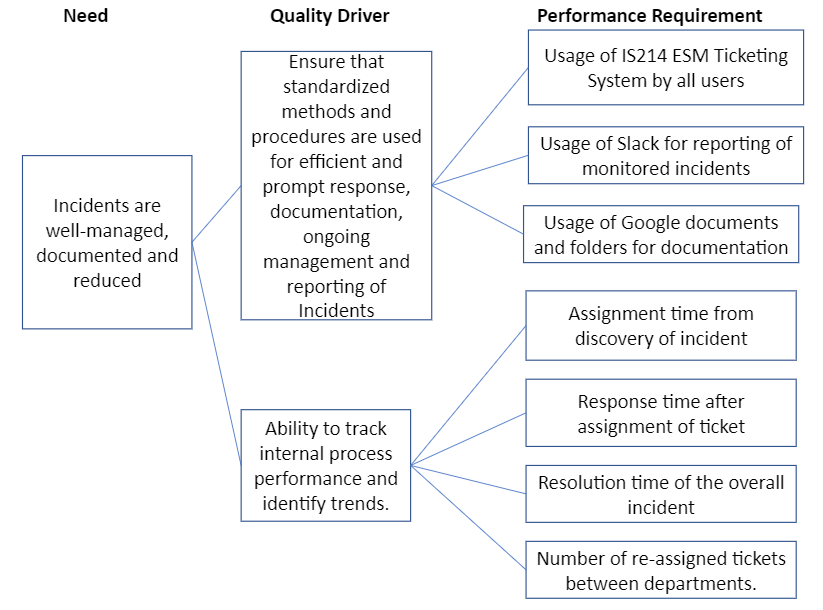 Need
Quality Driver
Performance Requirement
Incidents are
well-managed,
documented and
reduced
Ensure that
standardized
methods and
procedures are used
for efficient and
prompt response,
documentation,
ongoing
management and
reporting of
Incidents
Ability to track
internal process
performance and
identify trends.
Usage of IS214 ESM Ticketing
System by all users
Usage of Slack for reporting of
monitored incidents
Usage of Google documents
and folders for documentation
Assignment time from
discovery of incident
Response time after
assignment of ticket
Resolution time of the overall
incident
Number of re-assigned tickets
between departments.